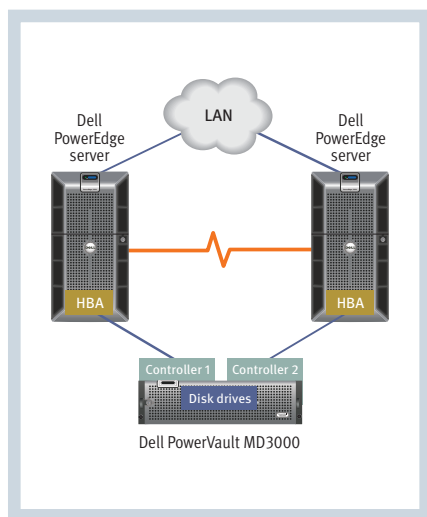 LAN
Dell
PowerEdge
server
Dell
PowerEdge
server
HBA
HBA
Controller 1
Controller 2
Disk drives
Dell PowerVault MD3000